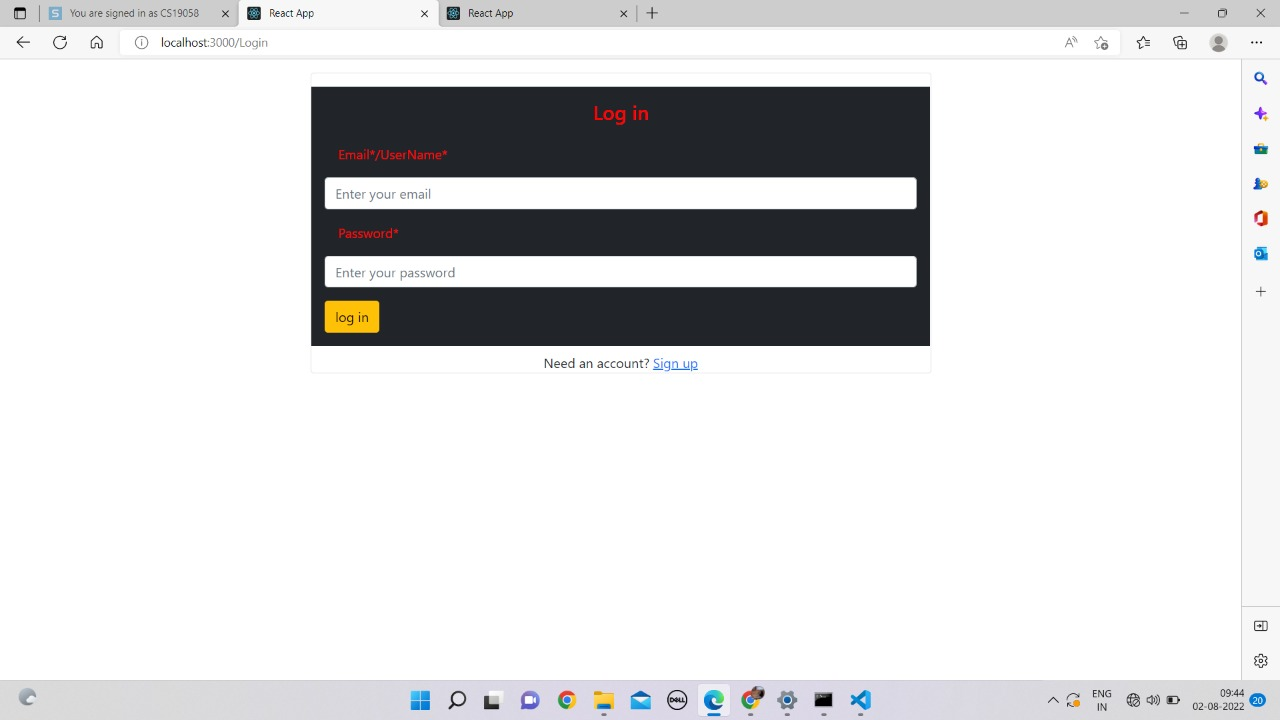 You are signed in as CS19058
React App
React App
localhost:3000/Login
Log in
Email*/UserName*
Enter your email
Password*
Enter your password
log in
Need an account? Sign up
DELL
ENG
IN
09:44
02-08-2022
20